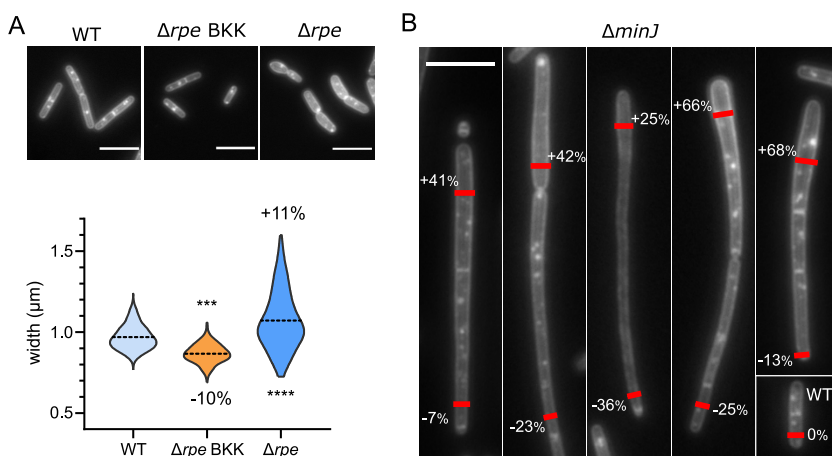 A
WT
Δrpe BKK
Δrpe
width (µm)
1.5
1.0
0.5
+11%
***
-10%
****
WT
Δrpe BKK
Δrpe
B
ΔminJ
+41%
-7%
+42%
-23%
+25%
-36%
+66%
-25%
+68%
-13%
WT
0%